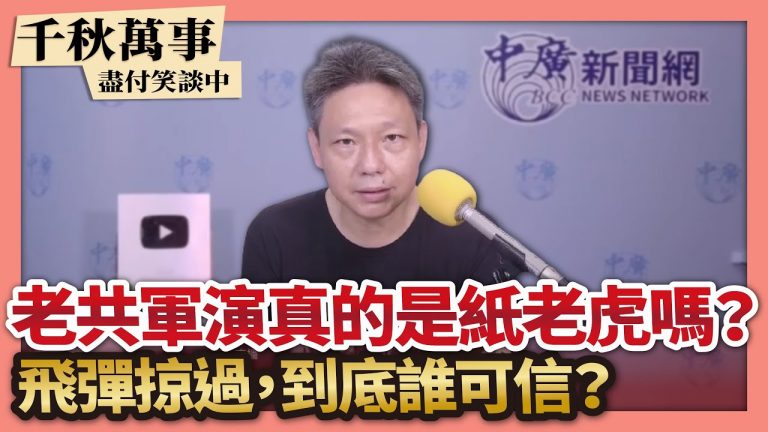 千秋萬事
盡付笑談中
中廣新聞網
BCC NEWS NETWORK
老共軍演真的是紙老虎嗎？
飛彈掠過，到底誰可信？